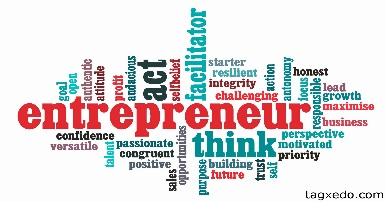 goal
open
authentic
attitude
profit
audacious
act
selfbelief
facilitator
starter
resilient
integrity
challenging
action
autonomy
honest
focus
responsible
lead
growth
maximise
entrepreneur
business
confidence
versatile
talent
passionate
congruent
positive
sales
opportunities
think
purpose
building
future
trust
self
perspective
motivated
priority
Tagxedo.com